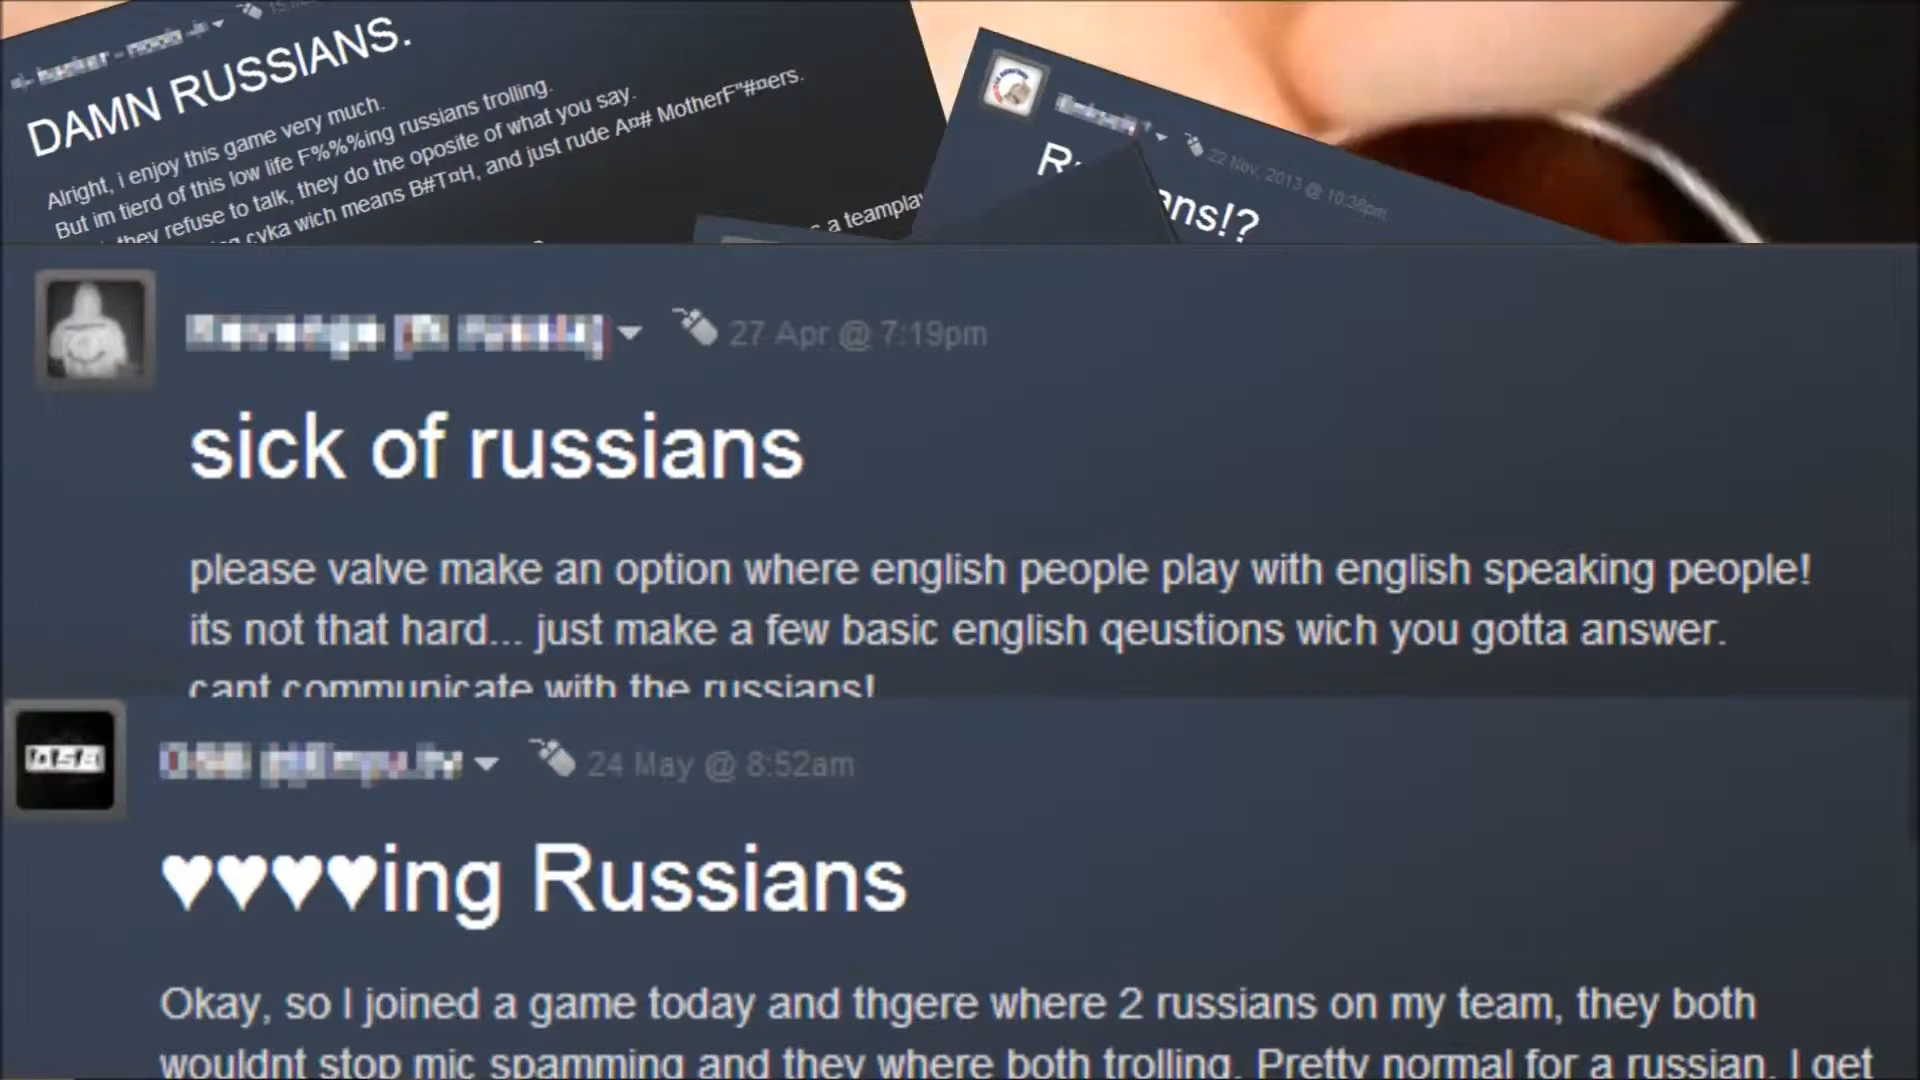 DAMN RUSSIANS.
Alright, i enjoy this game very much.
But im tierd of this low life F%%%ing russians trolling.
they refuse to talk, they do the oposite of what you say.
cyka wich means B#T¤H, and just rude A¤# MotherF"#¤ers.
a teampla
22 Nov, 2013 @ 10:38pm
ans!?
27 Apr @ 7:19pm
sick of russians
please valve make an option where english people play with english speaking people!
its not that hard... just make a few basic english qeustions wich you gotta answer.
cant communicate with the russians!
24 May @ 8:52am
♥♥♥♥ing Russians
Okay, so I joined a game today and thgere where 2 russians on my team, they both
wouldnt stop mic spamming and they where both trolling. Pretty normal for a russian. I get